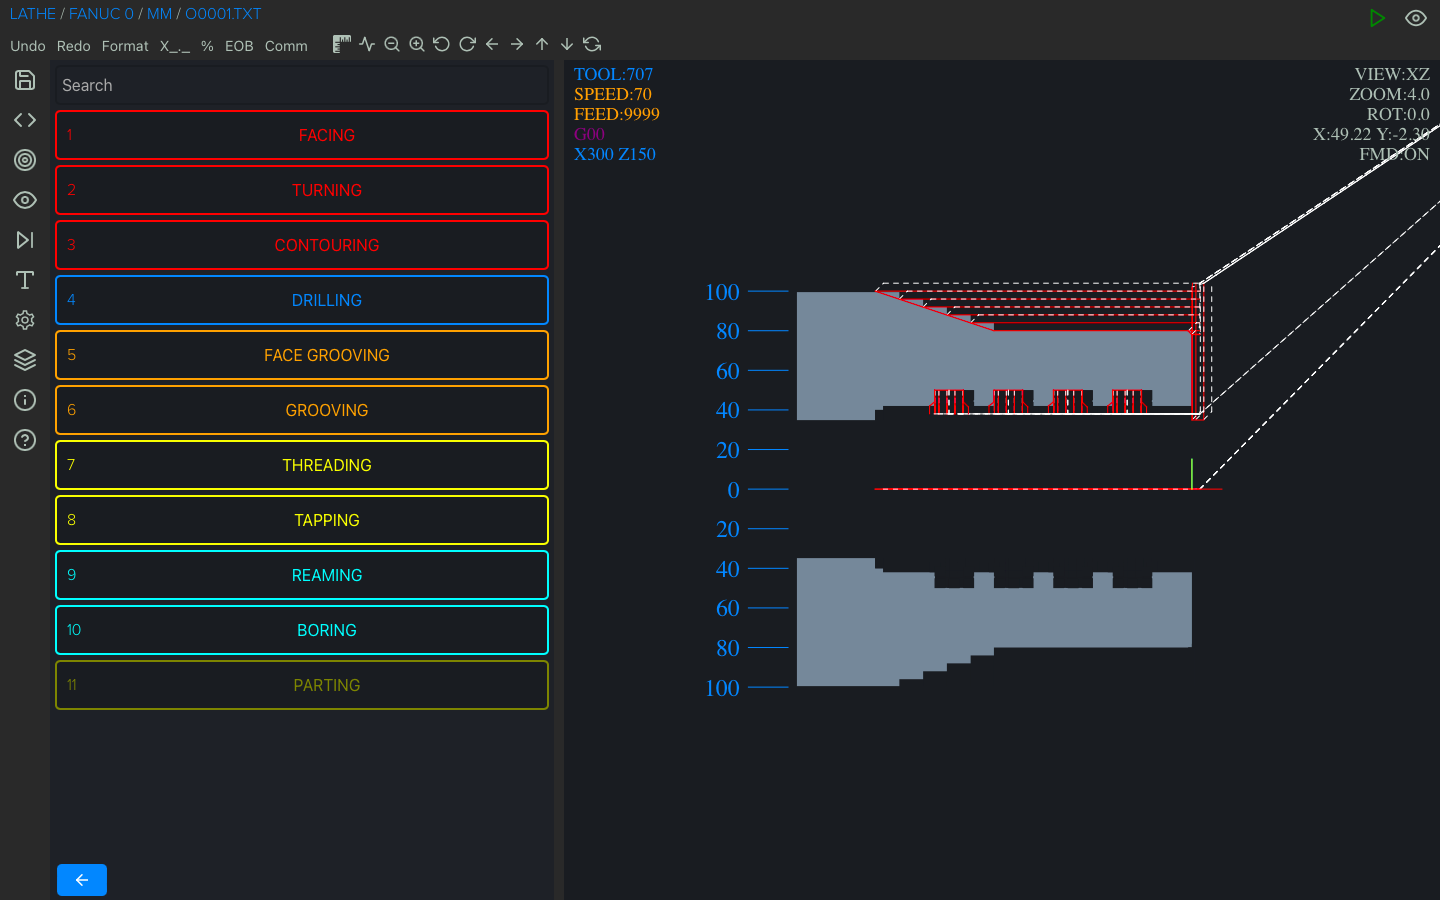 LATHE / FANUC 0 / MM / O0001.TXT
Undo Redo Format X_._ % EOB Comm
Search
1 FACING
2 TURNING
3 CONTOURING
4 DRILLING
5 FACE GROOVING
6 GROOVING
7 THREADING
8 TAPPING
9 REAMING
10 BORING
11 PARTING
TOOL:707
SPEED:70
FEED:9999
G00
X300 Z150
VIEW:XZ
ZOOM:4.0
ROT:0.0
X:49.22 Y:-2.30
FMD:ON
100
80
60
40
20
0
20
40
60
80
100